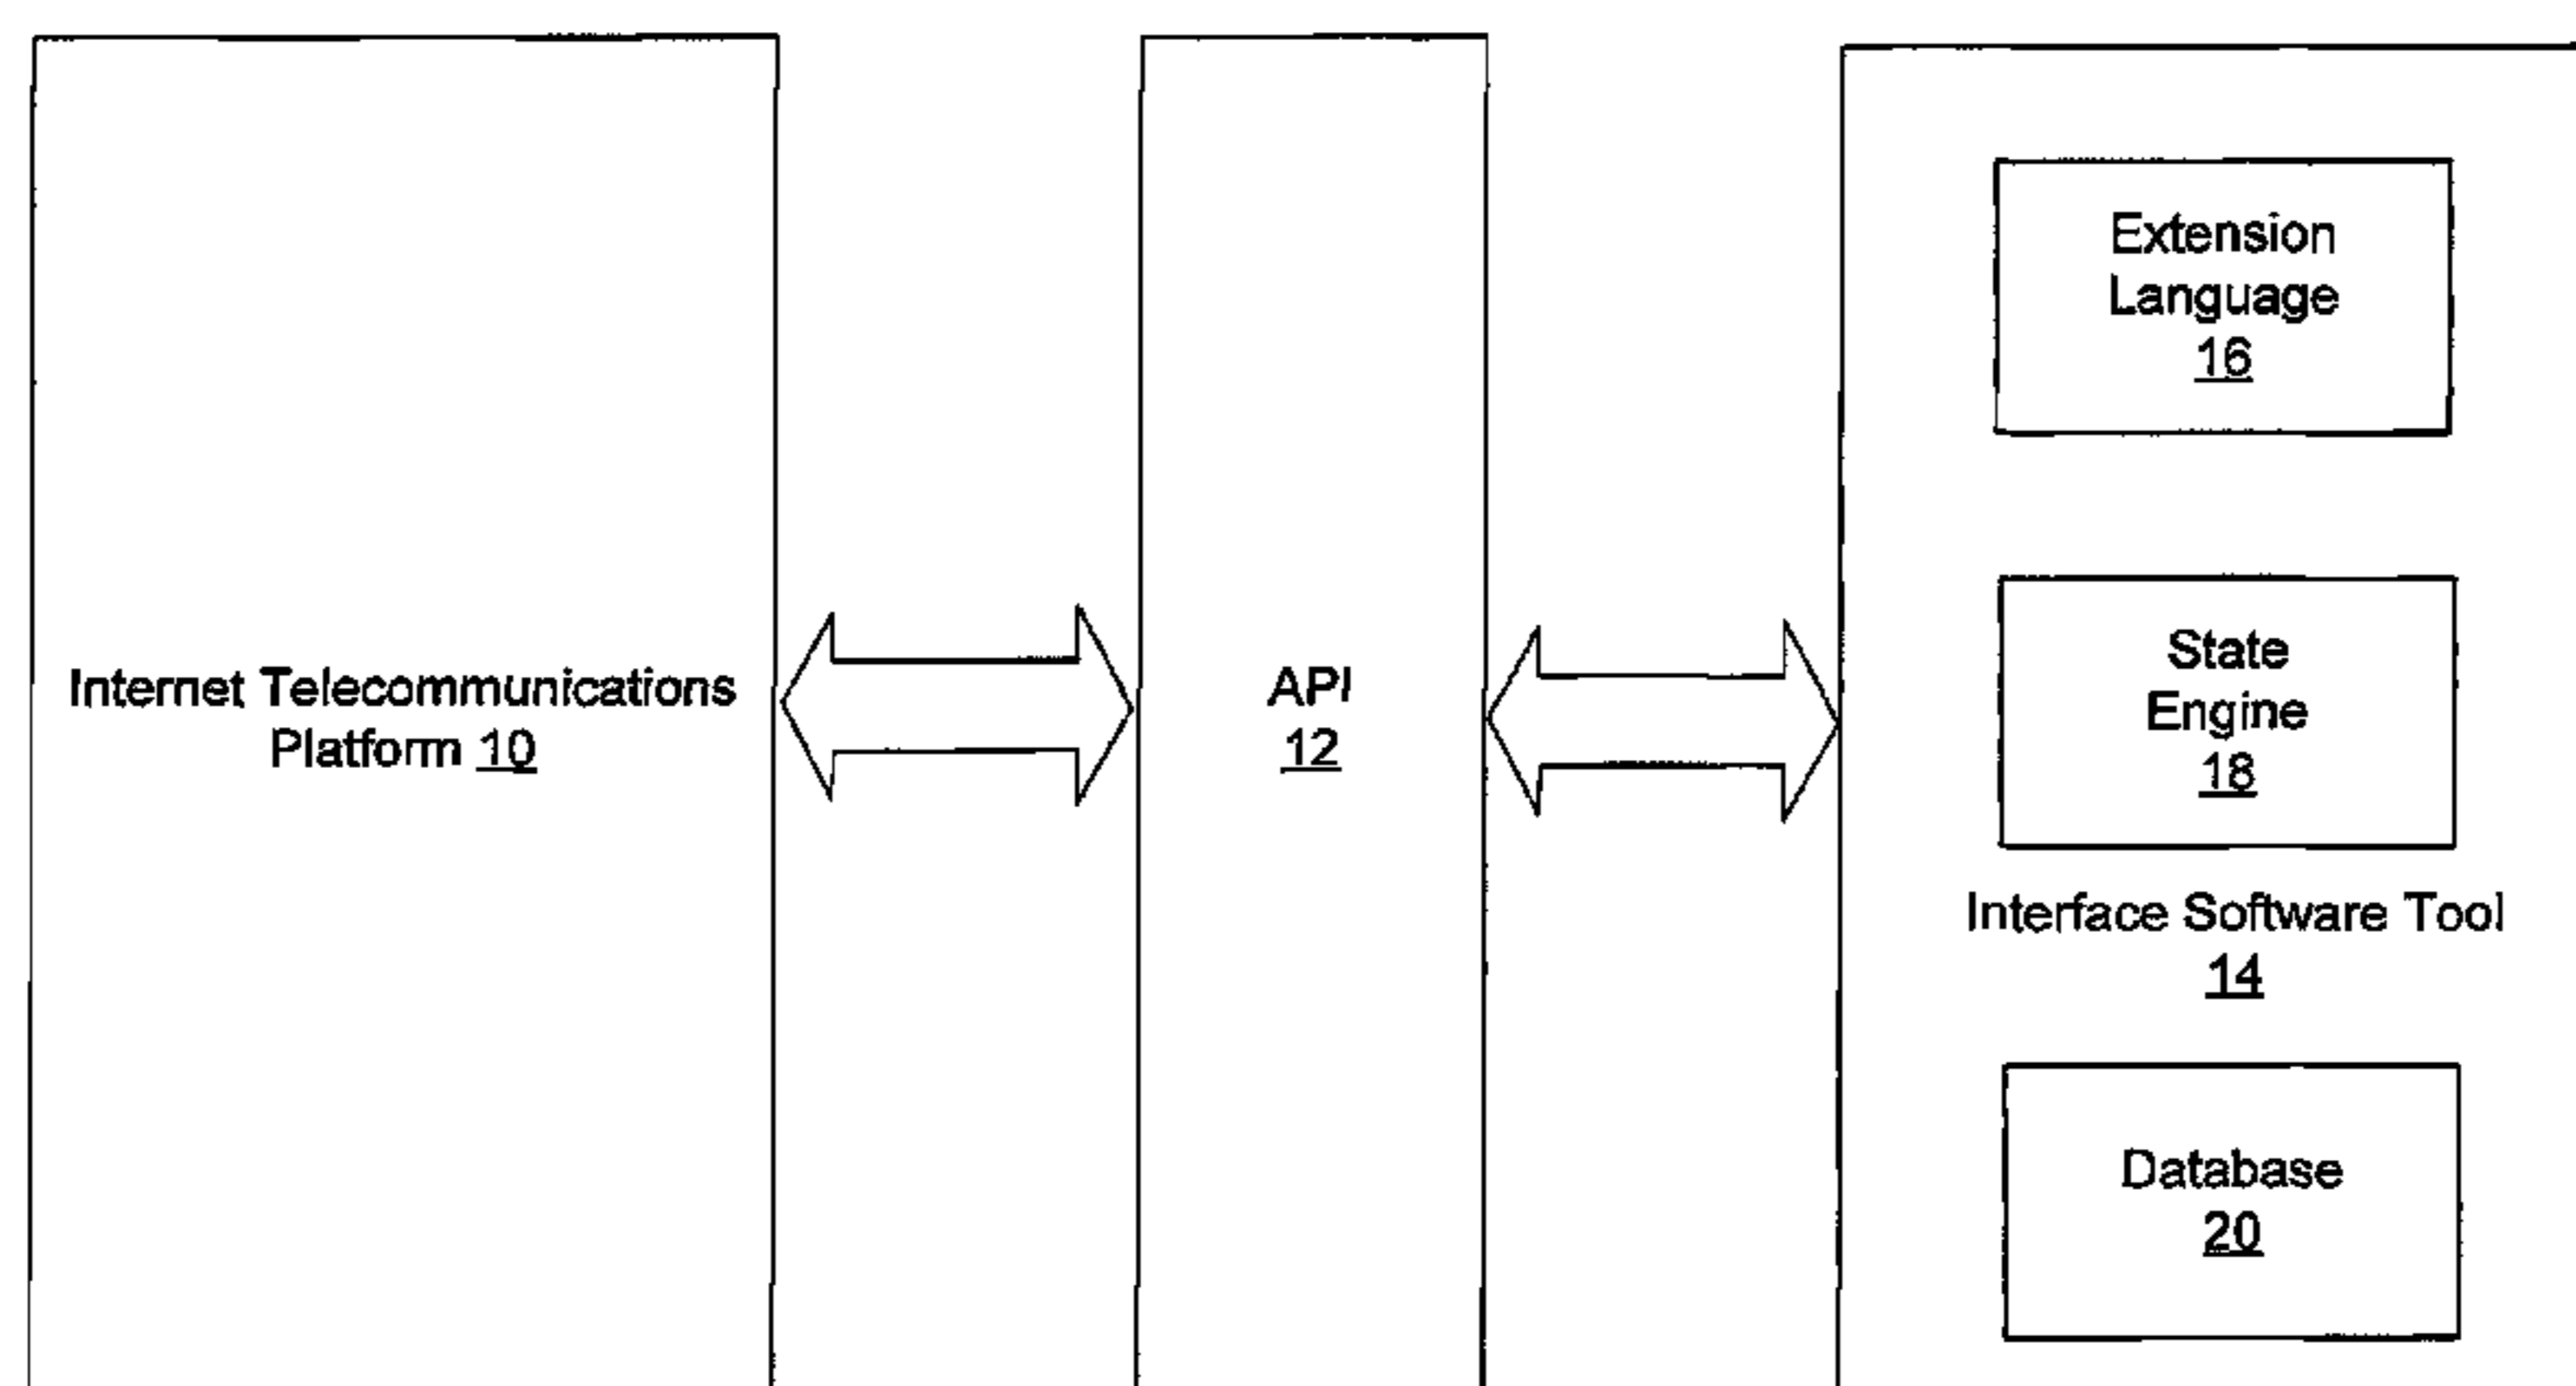 Internet Telecommunications
Platform 10
API
12
Extension
Language
16
State
Engine
18
Interface Software Tool
14
Database
20